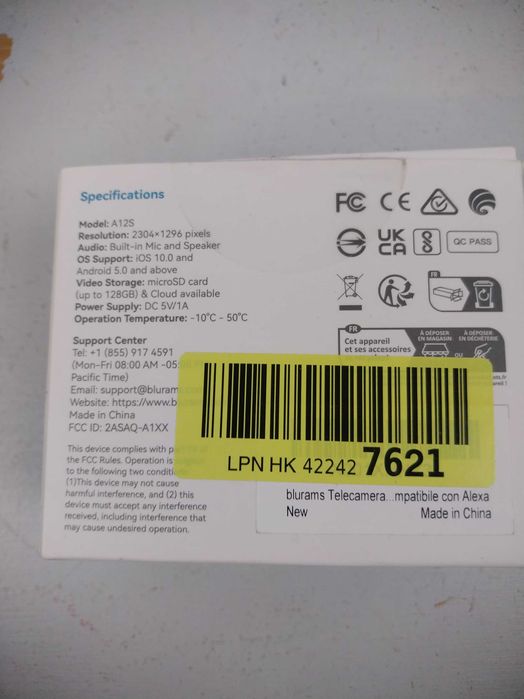 Specifications
Model: A12S
Resolution: 2304×1296 pixels
Audio: Built-in Mic and Speaker
OS Support: iOS 10.0 and
Android 5.0 and above
Video Storage: microSD card
(up to 128GB) & Cloud available
Power Supply: DC 5V/1A
Operation Temperature: -10°C - 50°C
Support Center
Tel: +1 (855) 917 4591
(Mon-Fri 08:00 AM -05:
Pacific Time)
Email: support@blurams
Website: https://www.b
Made in China
FCC ID: 2ASAQ-A1XX
This device complies with
the FCC Rules. Operation is
to the following two
(1)This device may not cause
harmful interference, and (2) this
device must accept any interference
received, including interference that
may cause undesired operation.
FC CE
UK
CA
QC PASS
FR
FR
Cet appareil
et ses accessoires
À DÉPOSER
EN MAGASIN
OU
À DÉPOSER
EN DÉCHÈTERIE
LPN HK 42242 7621
blurams Telecamera...mpatibile con Alexa
New
Made in China